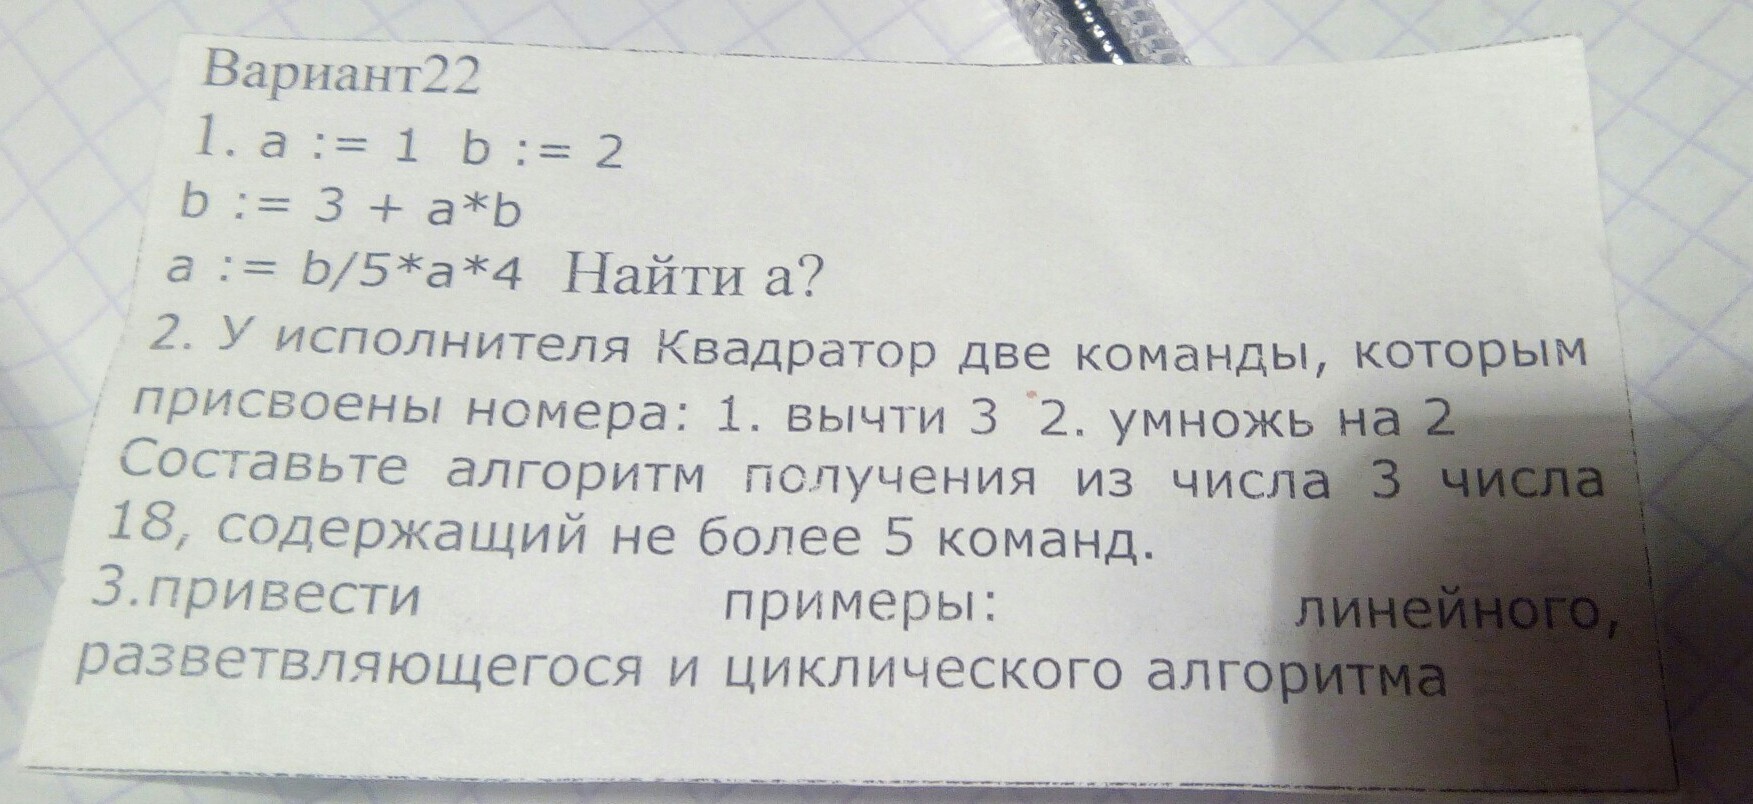 Вариант22
1. a := 1 b := 2
b := 3 + a*b
a := b/5*a*4 Найти а?
2. У исполнителя Квадратор две команды, которым
присвоены номера: 1. вычти 3 2. умножь на 2
Составьте алгоритм получения из числа 3 числа
18, содержащий не более 5 команд.
3.привести примеры: линейного,
разветвляющегося и циклического алгоритма